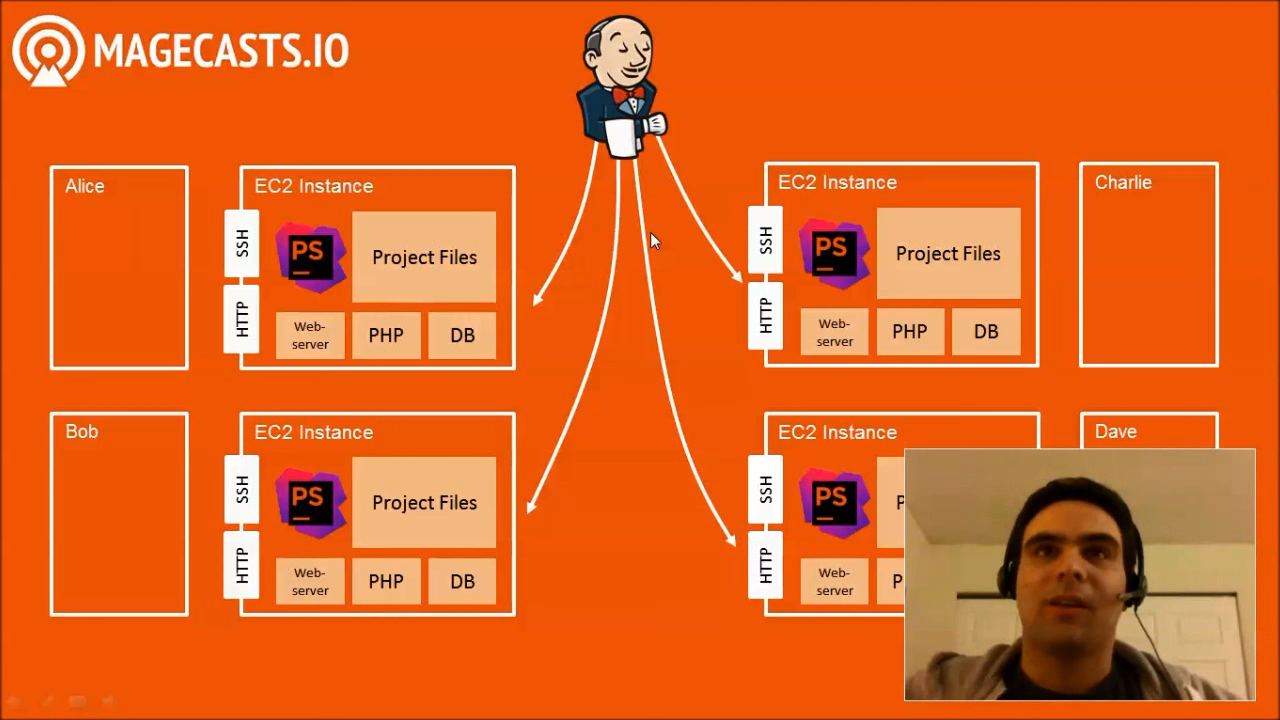 MAGECASTS.IO
Alice
EC2 Instance
SSH
HTTP
PS
Project Files
Web-
server
PHP
DB
EC2 Instance
SSH
HTTP
PS
Project Files
Web-
server
PHP
DB
Charlie
Bob
EC2 Instance
SSH
HTTP
PS
Project Files
Web-
server
PHP
DB
EC2 Instance
SSH
HTTP
PS
Web-
server
Dave